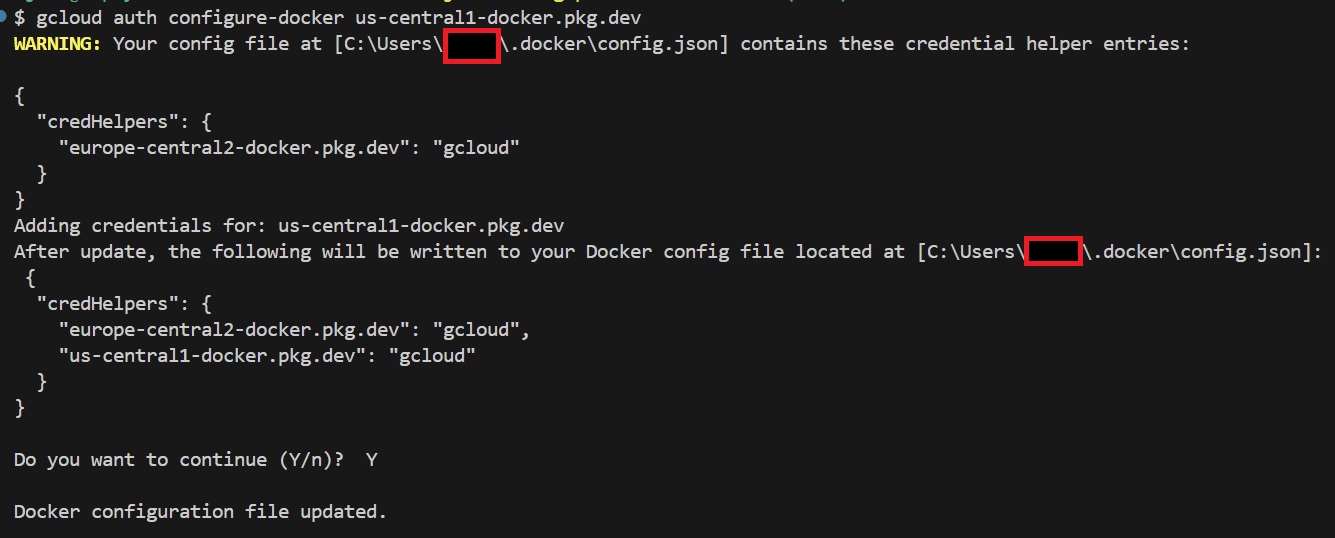 $ gcloud auth configure-docker us-central1-docker.pkg.dev
WARNING: Your config file at [C:\Users\ \.docker\config.json] contains these credential helper entries:
{
  "credHelpers": {
    "europe-central2-docker.pkg.dev": "gcloud"
  }
}
Adding credentials for: us-central1-docker.pkg.dev
After update, the following will be written to your Docker config file located at [C:\Users\ \.docker\config.json]:
 {
  "credHelpers": {
    "europe-central2-docker.pkg.dev": "gcloud",
    "us-central1-docker.pkg.dev": "gcloud"
  }
}
Do you want to continue (Y/n)?  Y
Docker configuration file updated.